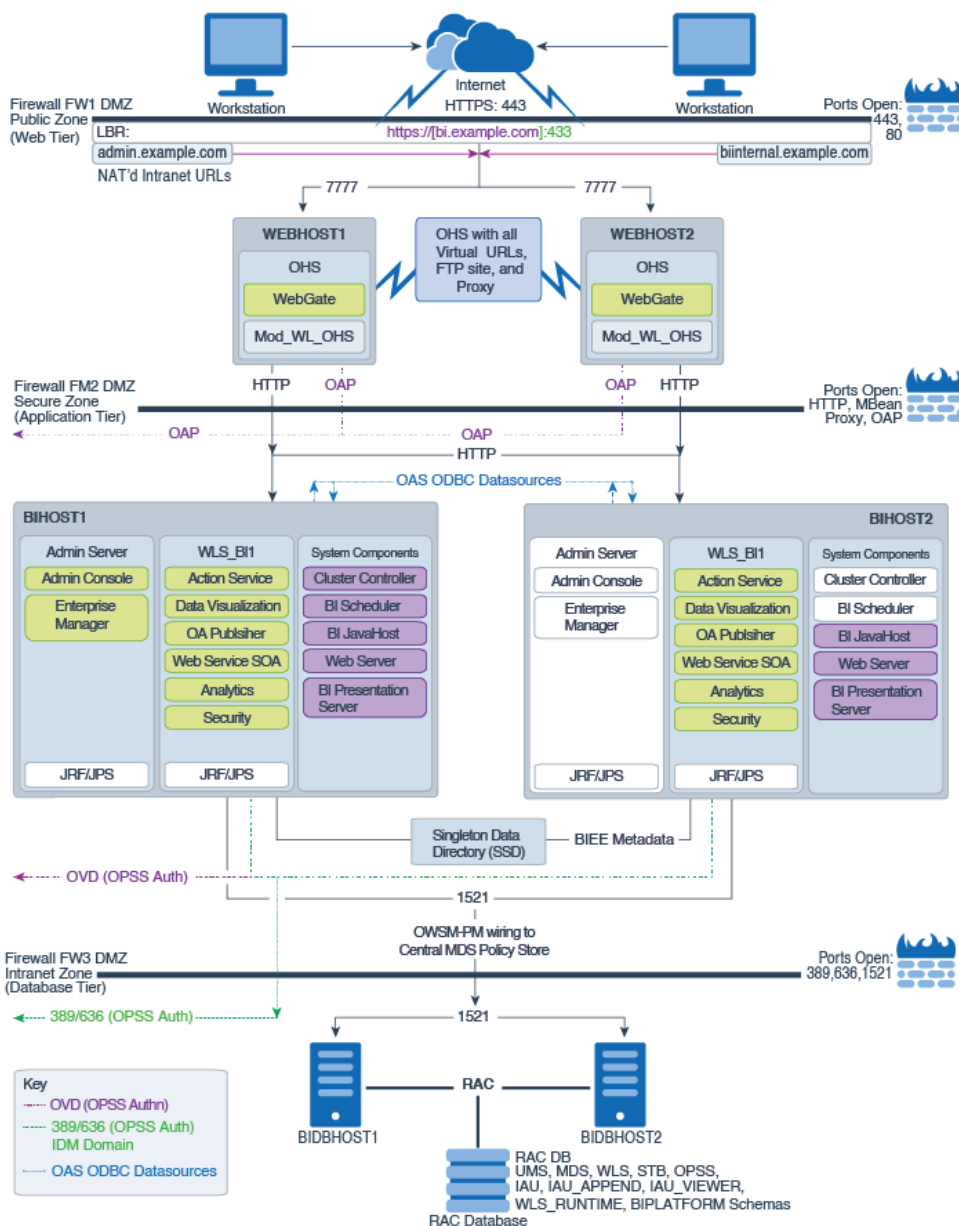 Internet
HTTPS: 443
Workstation
Workstation
Firewall FW1 DMZ
Public Zone
(Web Tier)
Ports Open:
443,
80
LBR:
https://[bi.example.com]:433
admin.example.com
biinternal.example.com
NAT'd Intranet URLs
7777
7777
WEBHOST1
OHS
WebGate
Mod_WL_OHS
OHS with all
Virtual URLs,
FTP site, and
Proxy
WEBHOST2
OHS
WebGate
Mod_WL_OHS
HTTP
OAP
OAP
HTTP
Firewall FM2 DMZ
Secure Zone
(Application Tier)
Ports Open:
HTTP, MBean
Proxy, OAP
OAP
OAP
HTTP
OAS ODBC Datasources
BIHOST1
Admin Server
Admin Console
Enterprise
Manager
JRF/JPS
WLS_BI1
Action Service
Data Visualization
OA Publsiher
Web Service SOA
Analytics
Security
JRF/JPS
System Components
Cluster Controller
BI Scheduler
BI JavaHost
Web Server
BI Presentation
Server
BIHOST2
Admin Server
Admin Console
Enterprise
Manager
JRF/JPS
WLS_BI1
Action Service
Data Visualization
OA Publsiher
Web Service SOA
Analytics
Security
JRF/JPS
System Components
Cluster Controller
BI Scheduler
BI JavaHost
Web Server
BI Presentation
Server
Singleton Data
Directory (SSD)
BIEE Metadata
OVD (OPSS Auth)
1521
OWSM-PM wiring to
Central MDS Policy Store
Firewall FW3 DMZ
Intranet Zone
(Database Tier)
Ports Open:
389,636,1521
389/636 (OPSS Auth)
1521
RAC
BIDBHOST1
BIDBHOST2
Key
OVD (OPSS Authn)
389/636 (OPSS Auth)
IDM Domain
OAS ODBC Datasources
RAC DB
UMS, MDS, WLS, STB, OPSS,
IAU, IAU_APPEND, IAU_VIEWER,
WLS_RUNTIME, BIPLATFORM Schemas
RAC Database